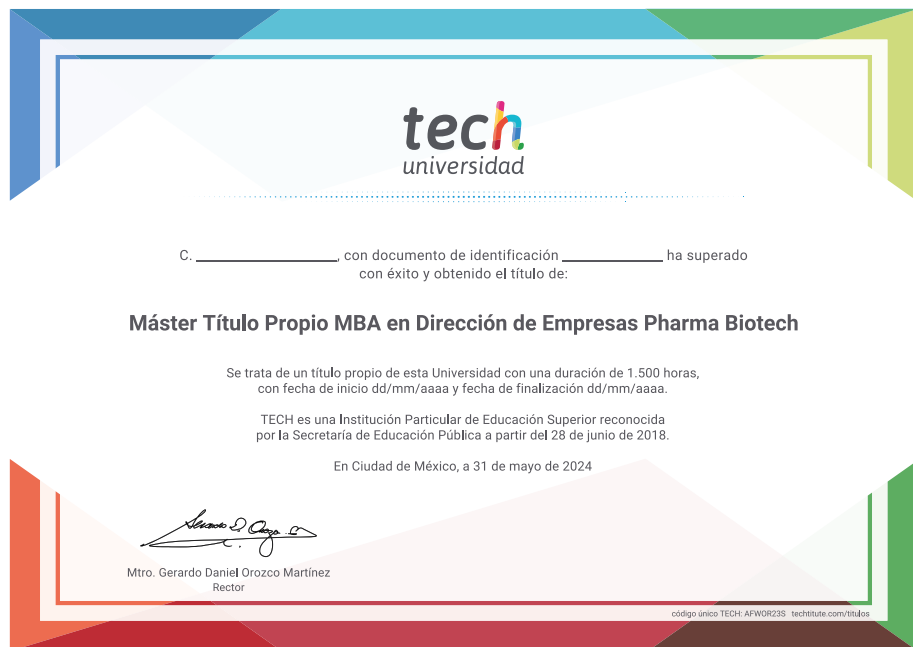 tech
universidad
C. ____________________, con documento de identificación ______________ ha superado
con éxito y obtenido el título de:
Máster Título Propio MBA en Dirección de Empresas Pharma Biotech
Se trata de un título propio de esta Universidad con una duración de 1.500 horas,
con fecha de inicio dd/mm/aaaa y fecha de finalización dd/mm/aaaa.
TECH es una Institución Particular de Educación Superior reconocida
por la Secretaría de Educación Pública a partir del 28 de junio de 2018.
En Ciudad de México, a 31 de mayo de 2024
Mtro. Gerardo Daniel Orozco Martínez
Rector
código único TECH: AFWOR23S techtitute.com/titulos